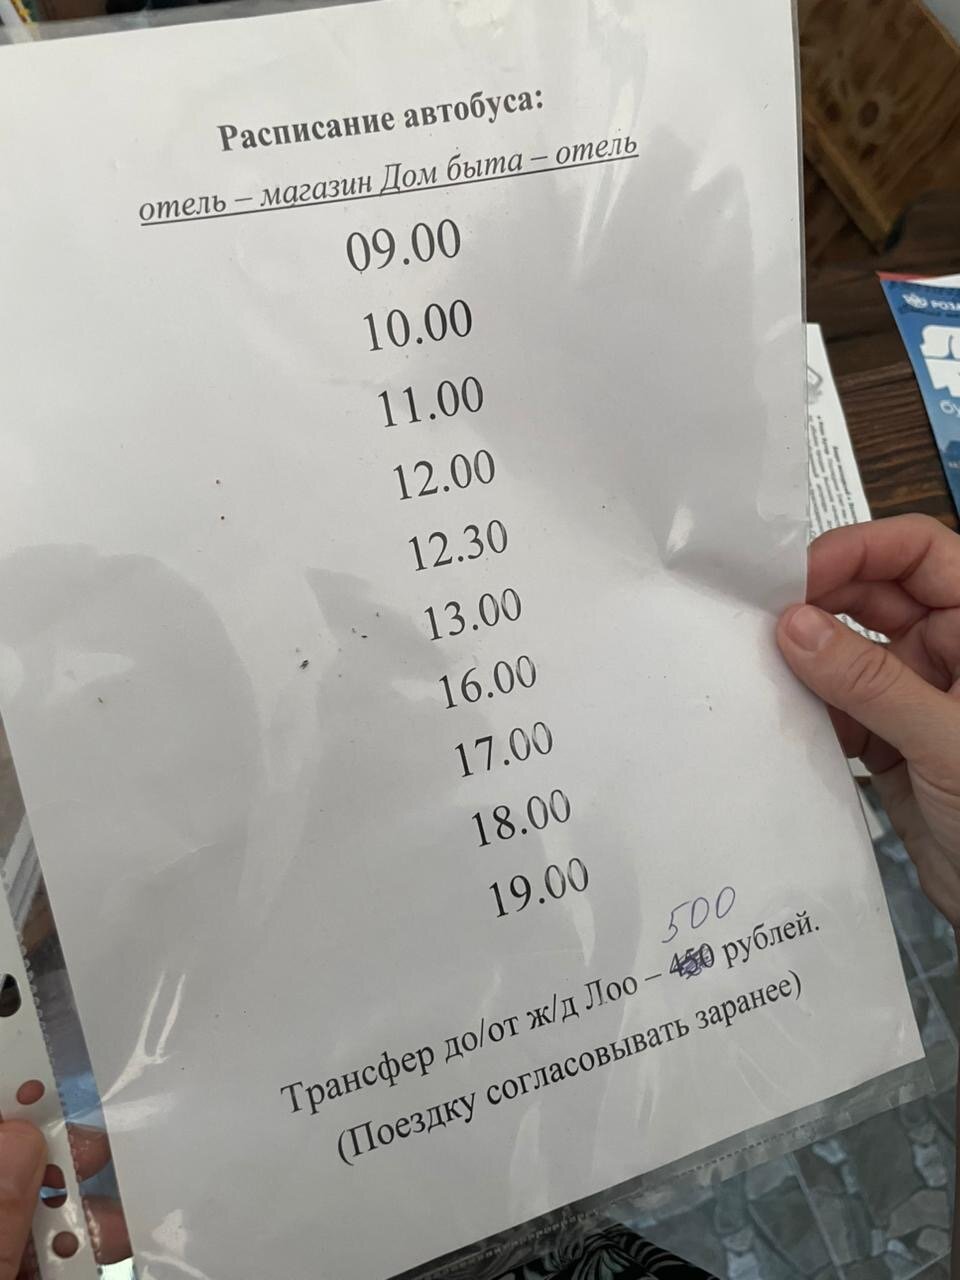 Расписание автобуса:
отель – магазин Дом быта – отель
09.00
10.00
11.00
12.00
12.30
13.00
16.00
17.00
18.00
19.00
500
Трансфер до/от ж/д Лоо – 450 рублей.
(Поездку согласовывать заранее)